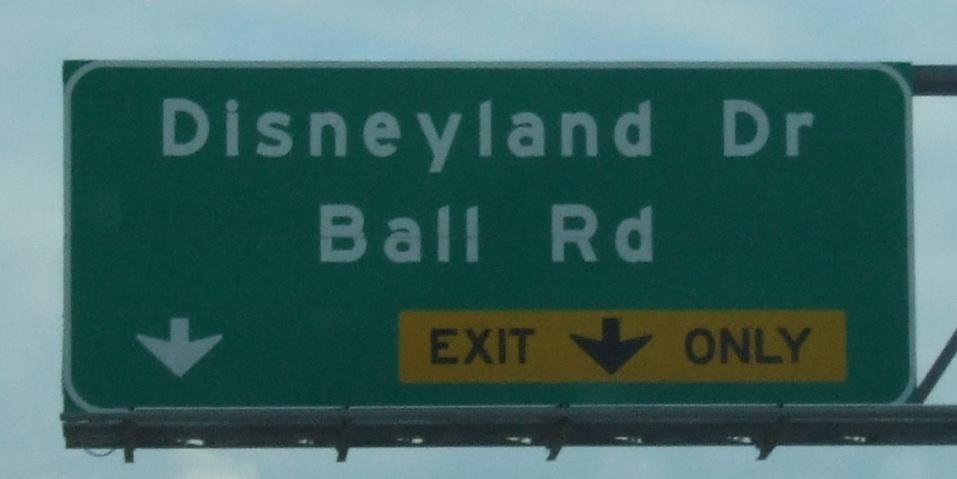 Disneyland Dr
Ball Rd
EXIT ONLY